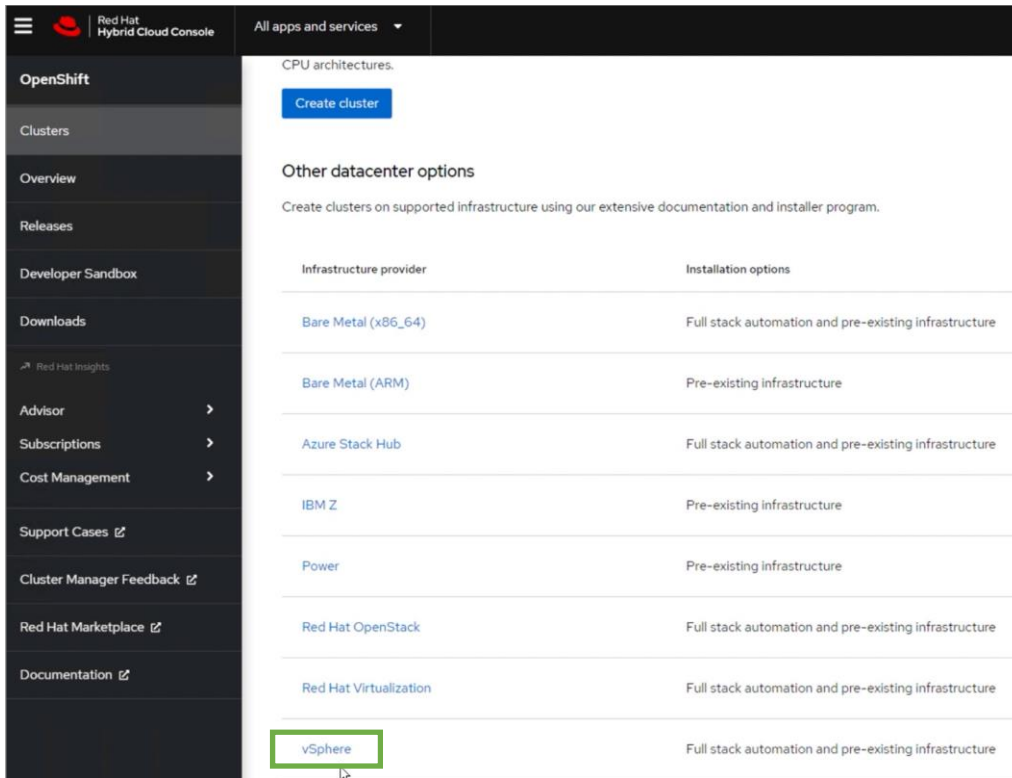 Red Hat
Hybrid Cloud Console
All apps and services
OpenShift
Clusters
Overview
Releases
Developer Sandbox
Downloads
Red Hat Insights
Advisor
Subscriptions
Cost Management
Support Cases
Cluster Manager Feedback
Red Hat Marketplace
Documentation
CPU architectures.
Create cluster
Other datacenter options
Create clusters on supported infrastructure using our extensive documentation and installer program.
Infrastructure provider Installation options
Bare Metal (x86_64) Full stack automation and pre-existing infrastructure
Bare Metal (ARM) Pre-existing infrastructure
Azure Stack Hub Full stack automation and pre-existing infrastructure
IBM Z Pre-existing infrastructure
Power Pre-existing infrastructure
Red Hat OpenStack Full stack automation and pre-existing infrastructure
Red Hat Virtualization Full stack automation and pre-existing infrastructure
vSphere Full stack automation and pre-existing infrastructure